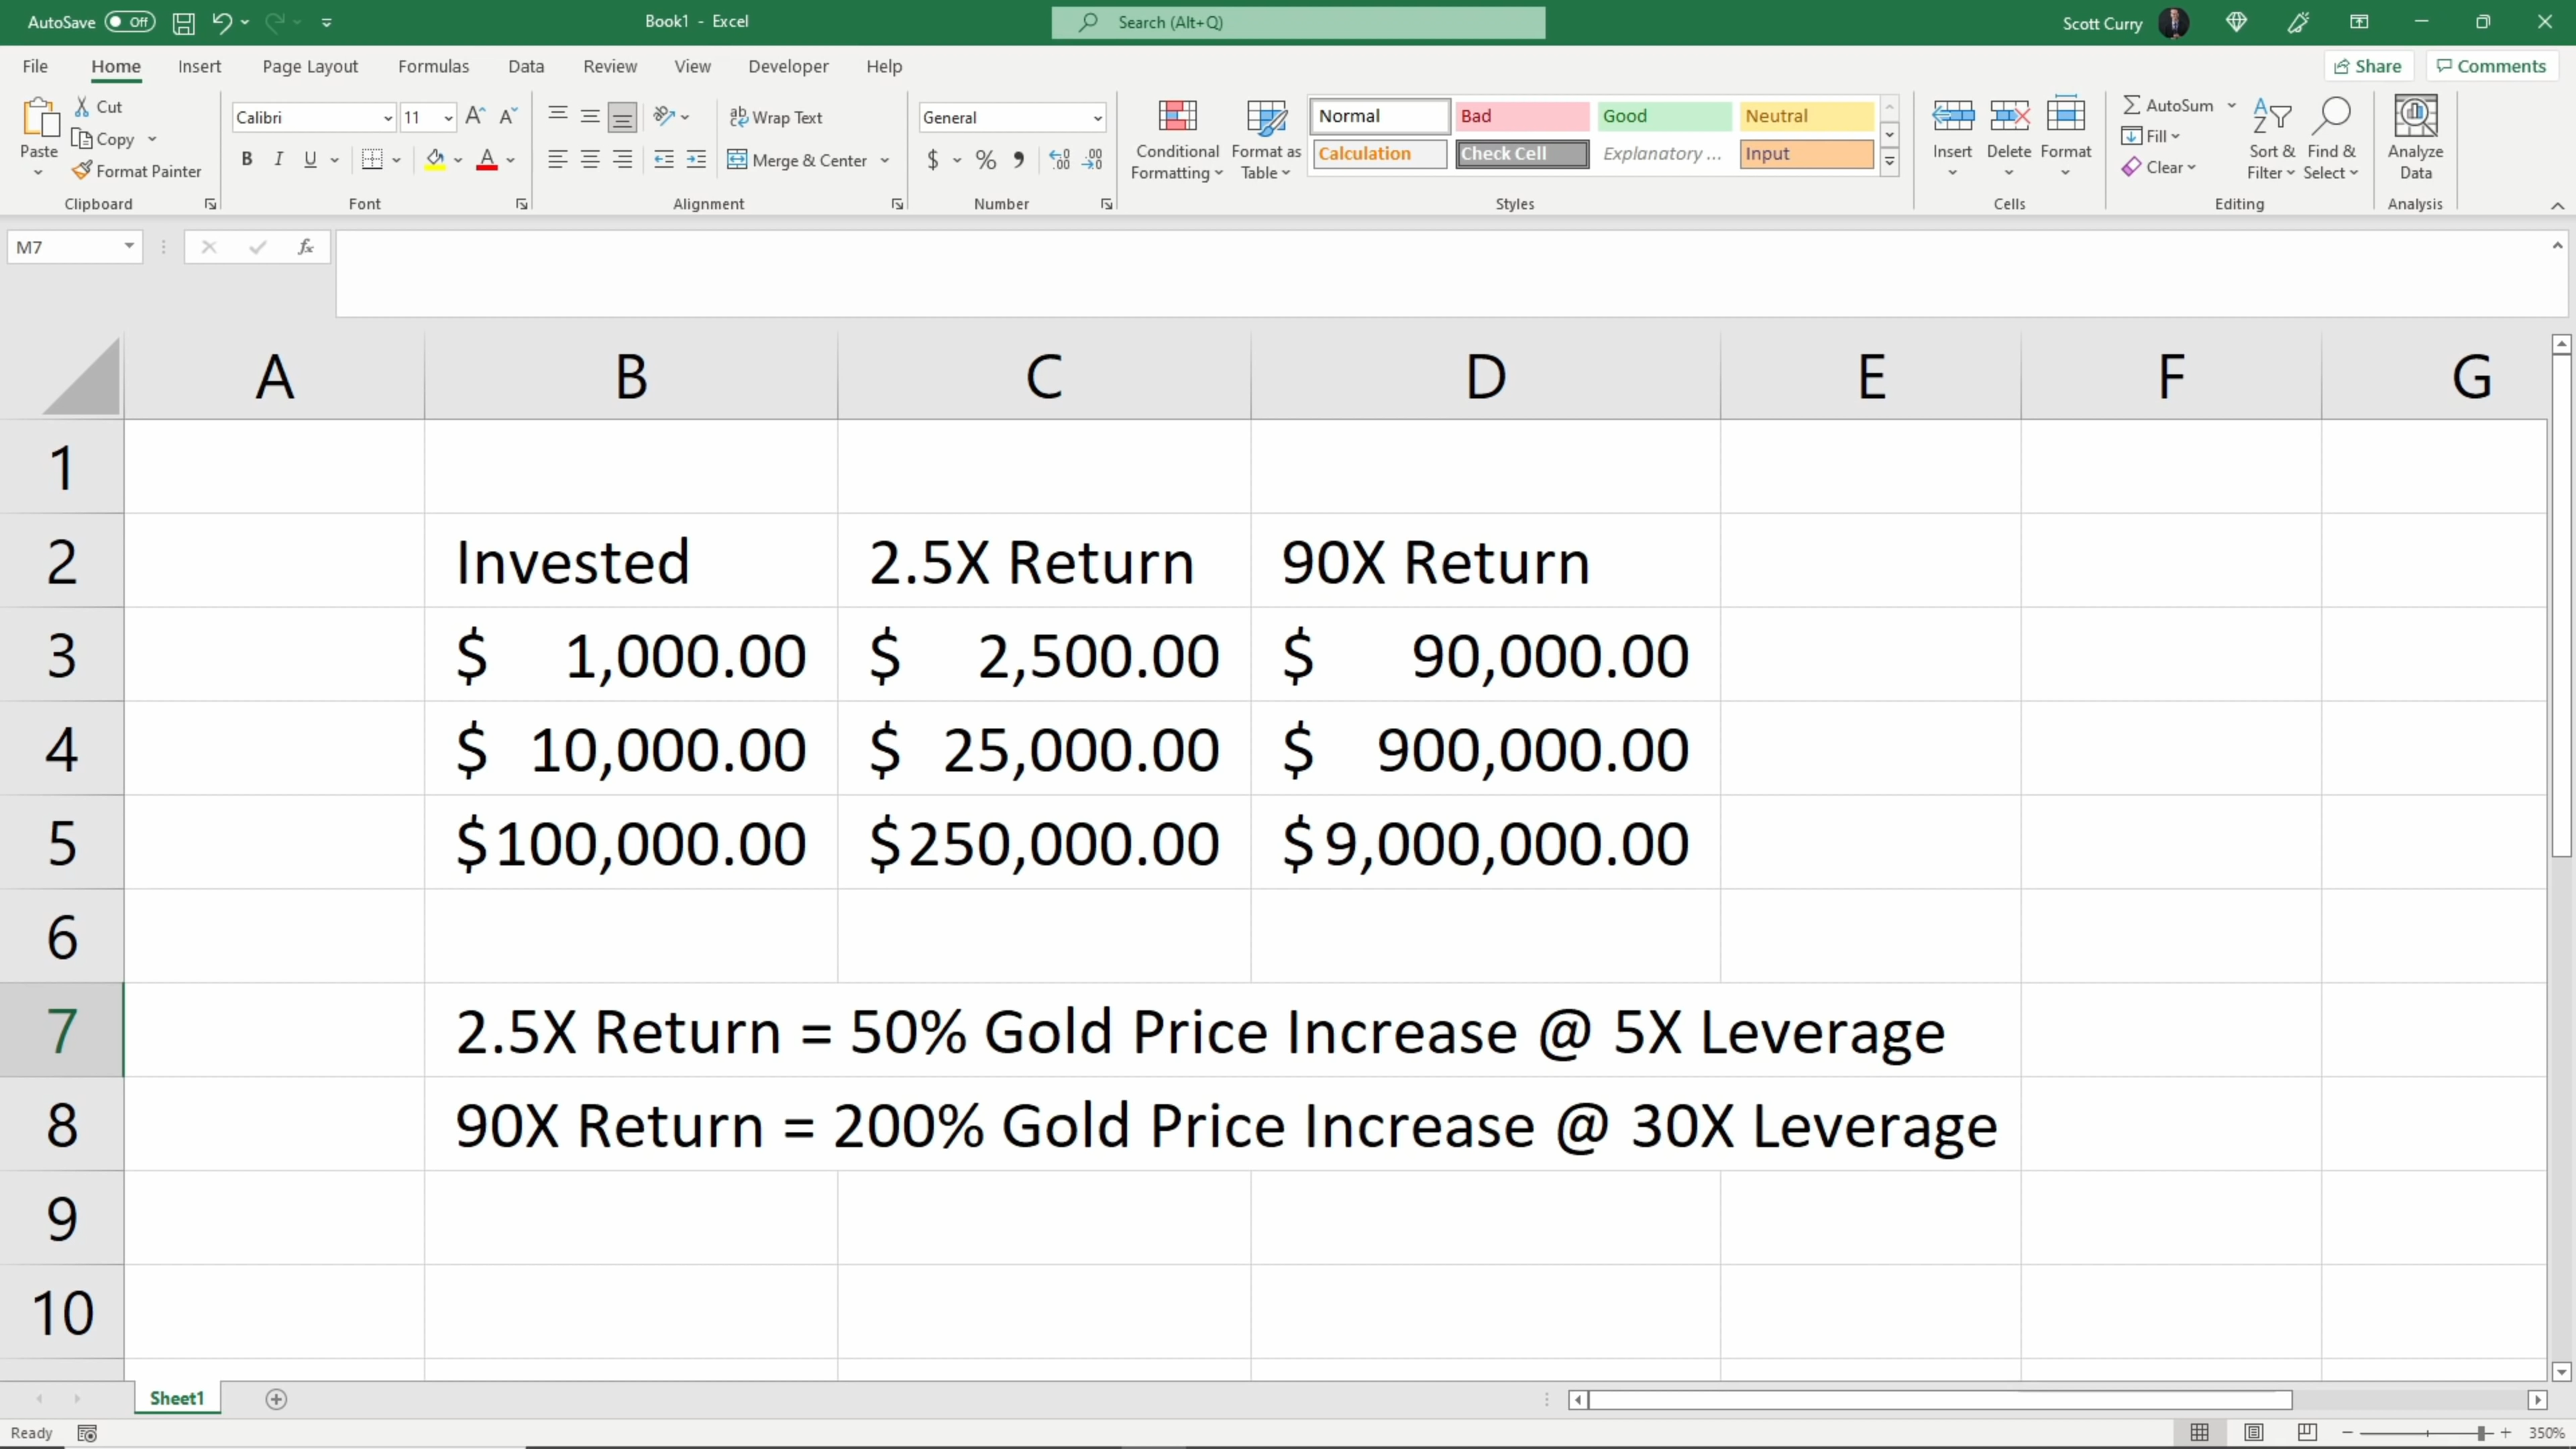 AutoSave Off Book1 - Excel Search (Alt+Q) Scott Curry
File Home Insert Page Layout Formulas Data Review View Developer Help Share Comments
Paste Cut Copy Format Painter
Calibri 11 B I U A
ab Wrap Text
Merge & Center
General
$ % 9 .00
Conditional Formatting
Format as Table
Normal Bad Good Neutral
Calculation Check Cell Explanatory ... Input
Insert Delete Format
AutoSum
Fill
Clear
Sort & Filter
Find & Select
Analyze Data
Clipboard Font Alignment Number Styles Cells Editing Analysis
M7 fx
A B C D E F G
1
2 Invested 2.5X Return 90X Return
3 $ 1,000.00 $ 2,500.00 $ 90,000.00
4 $ 10,000.00 $ 25,000.00 $ 900,000.00
5 $100,000.00 $250,000.00 $9,000,000.00
6
7 2.5X Return = 50% Gold Price Increase @ 5X Leverage
8 90X Return = 200% Gold Price Increase @ 30X Leverage
9
10
Sheet1
Ready 350%